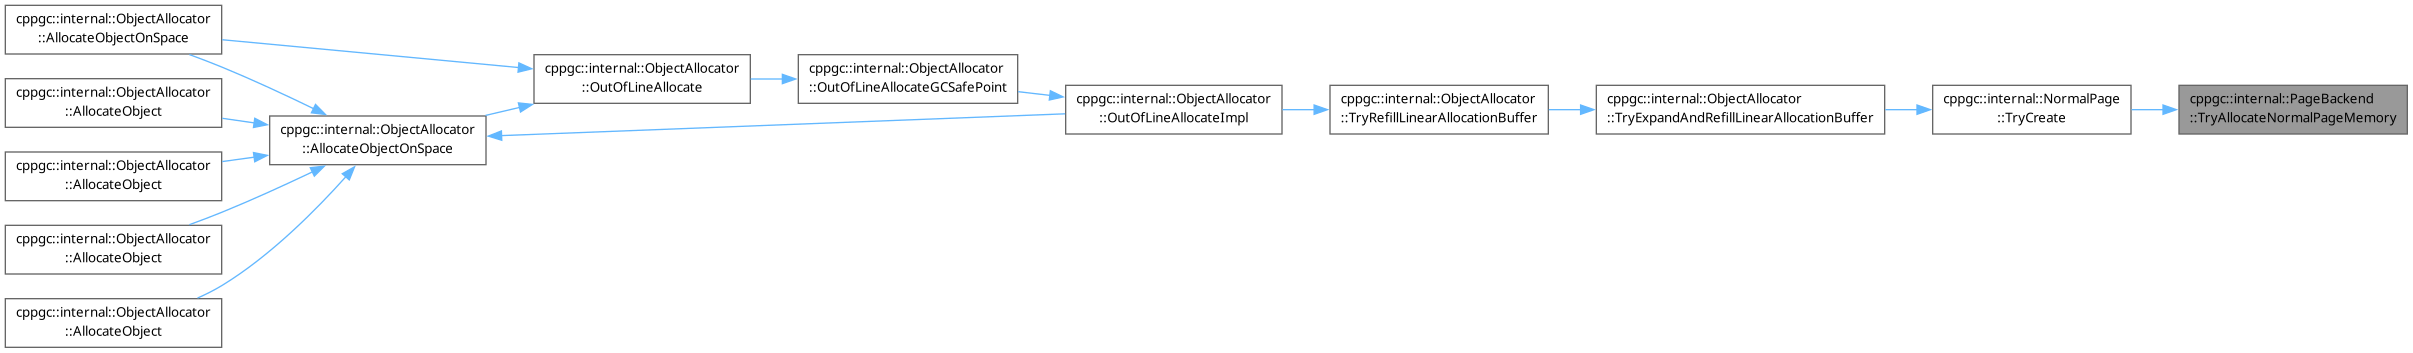 cppgc::internal::ObjectAllocator
::AllocateObjectOnSpace
cppgc::internal::ObjectAllocator
::AllocateObject
cppgc::internal::ObjectAllocator
::AllocateObject
cppgc::internal::ObjectAllocator
::AllocateObject
cppgc::internal::ObjectAllocator
::AllocateObject
cppgc::internal::ObjectAllocator
::AllocateObjectOnSpace
cppgc::internal::ObjectAllocator
::OutOfLineAllocate
cppgc::internal::ObjectAllocator
::OutOfLineAllocateGCSafePoint
cppgc::internal::ObjectAllocator
::OutOfLineAllocateImpl
cppgc::internal::ObjectAllocator
::TryRefillLinearAllocationBuffer
cppgc::internal::ObjectAllocator
::TryExpandAndRefillLinearAllocationBuffer
cppgc::internal::NormalPage
::TryCreate
cppgc::internal::PageBackend
::TryAllocateNormalPageMemory